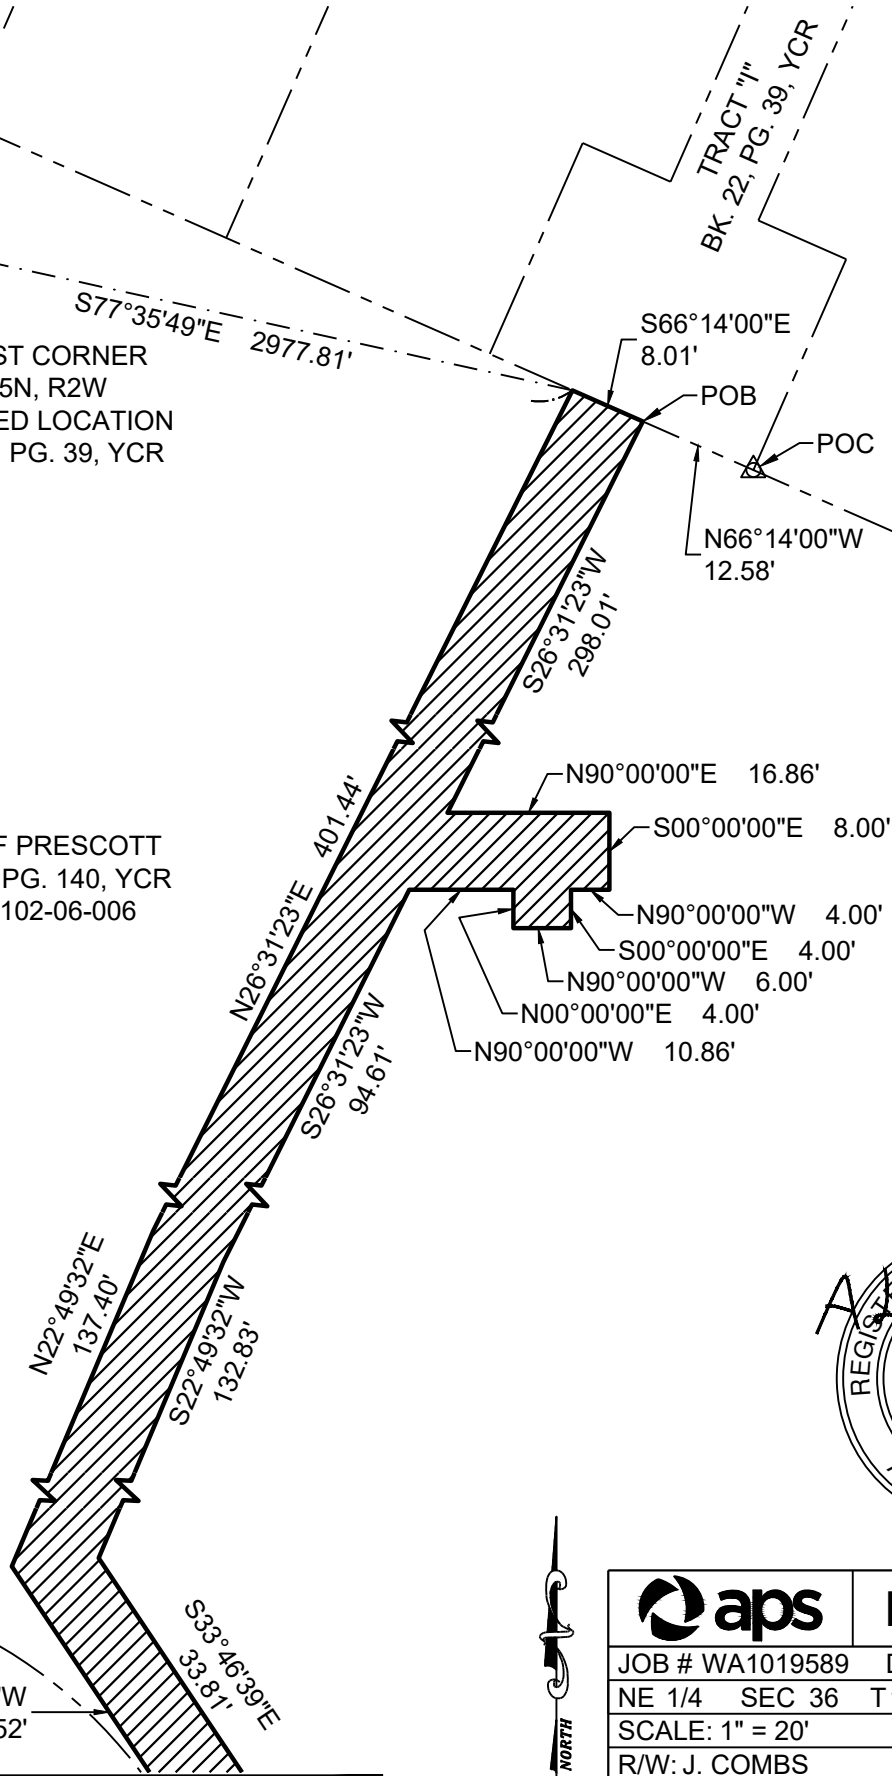 TRACT "I"
BK. 22, PG. 39, YCR
S77°35'49"E 2977.81'
S66°14'00"E
8.01'
ST CORNER
5N, R2W
ED LOCATION
PG. 39, YCR
POB
POC
N66°14'00"W
12.58'
S26°31'23"W
298.01'
N90°00'00"E 16.86'
S00°00'00"E 8.00'
N26°31'23"E 401.44'
F PRESCOTT
PG. 140, YCR
102-06-006
N90°00'00"W 4.00'
S00°00'00"E 4.00'
N90°00'00"W 6.00'
N00°00'00"E 4.00'
N90°00'00"W 10.86'
S26°31'23"W
94.61'
N22°49'32"E
137.40'
S22°49'32"W
132.83'
S33°46'39"E
33.81'
"W
52'
NORTH
aps
JOB # WA1019589
NE 1/4 SEC 36 T
SCALE: 1" = 20'
R/W: J. COMBS